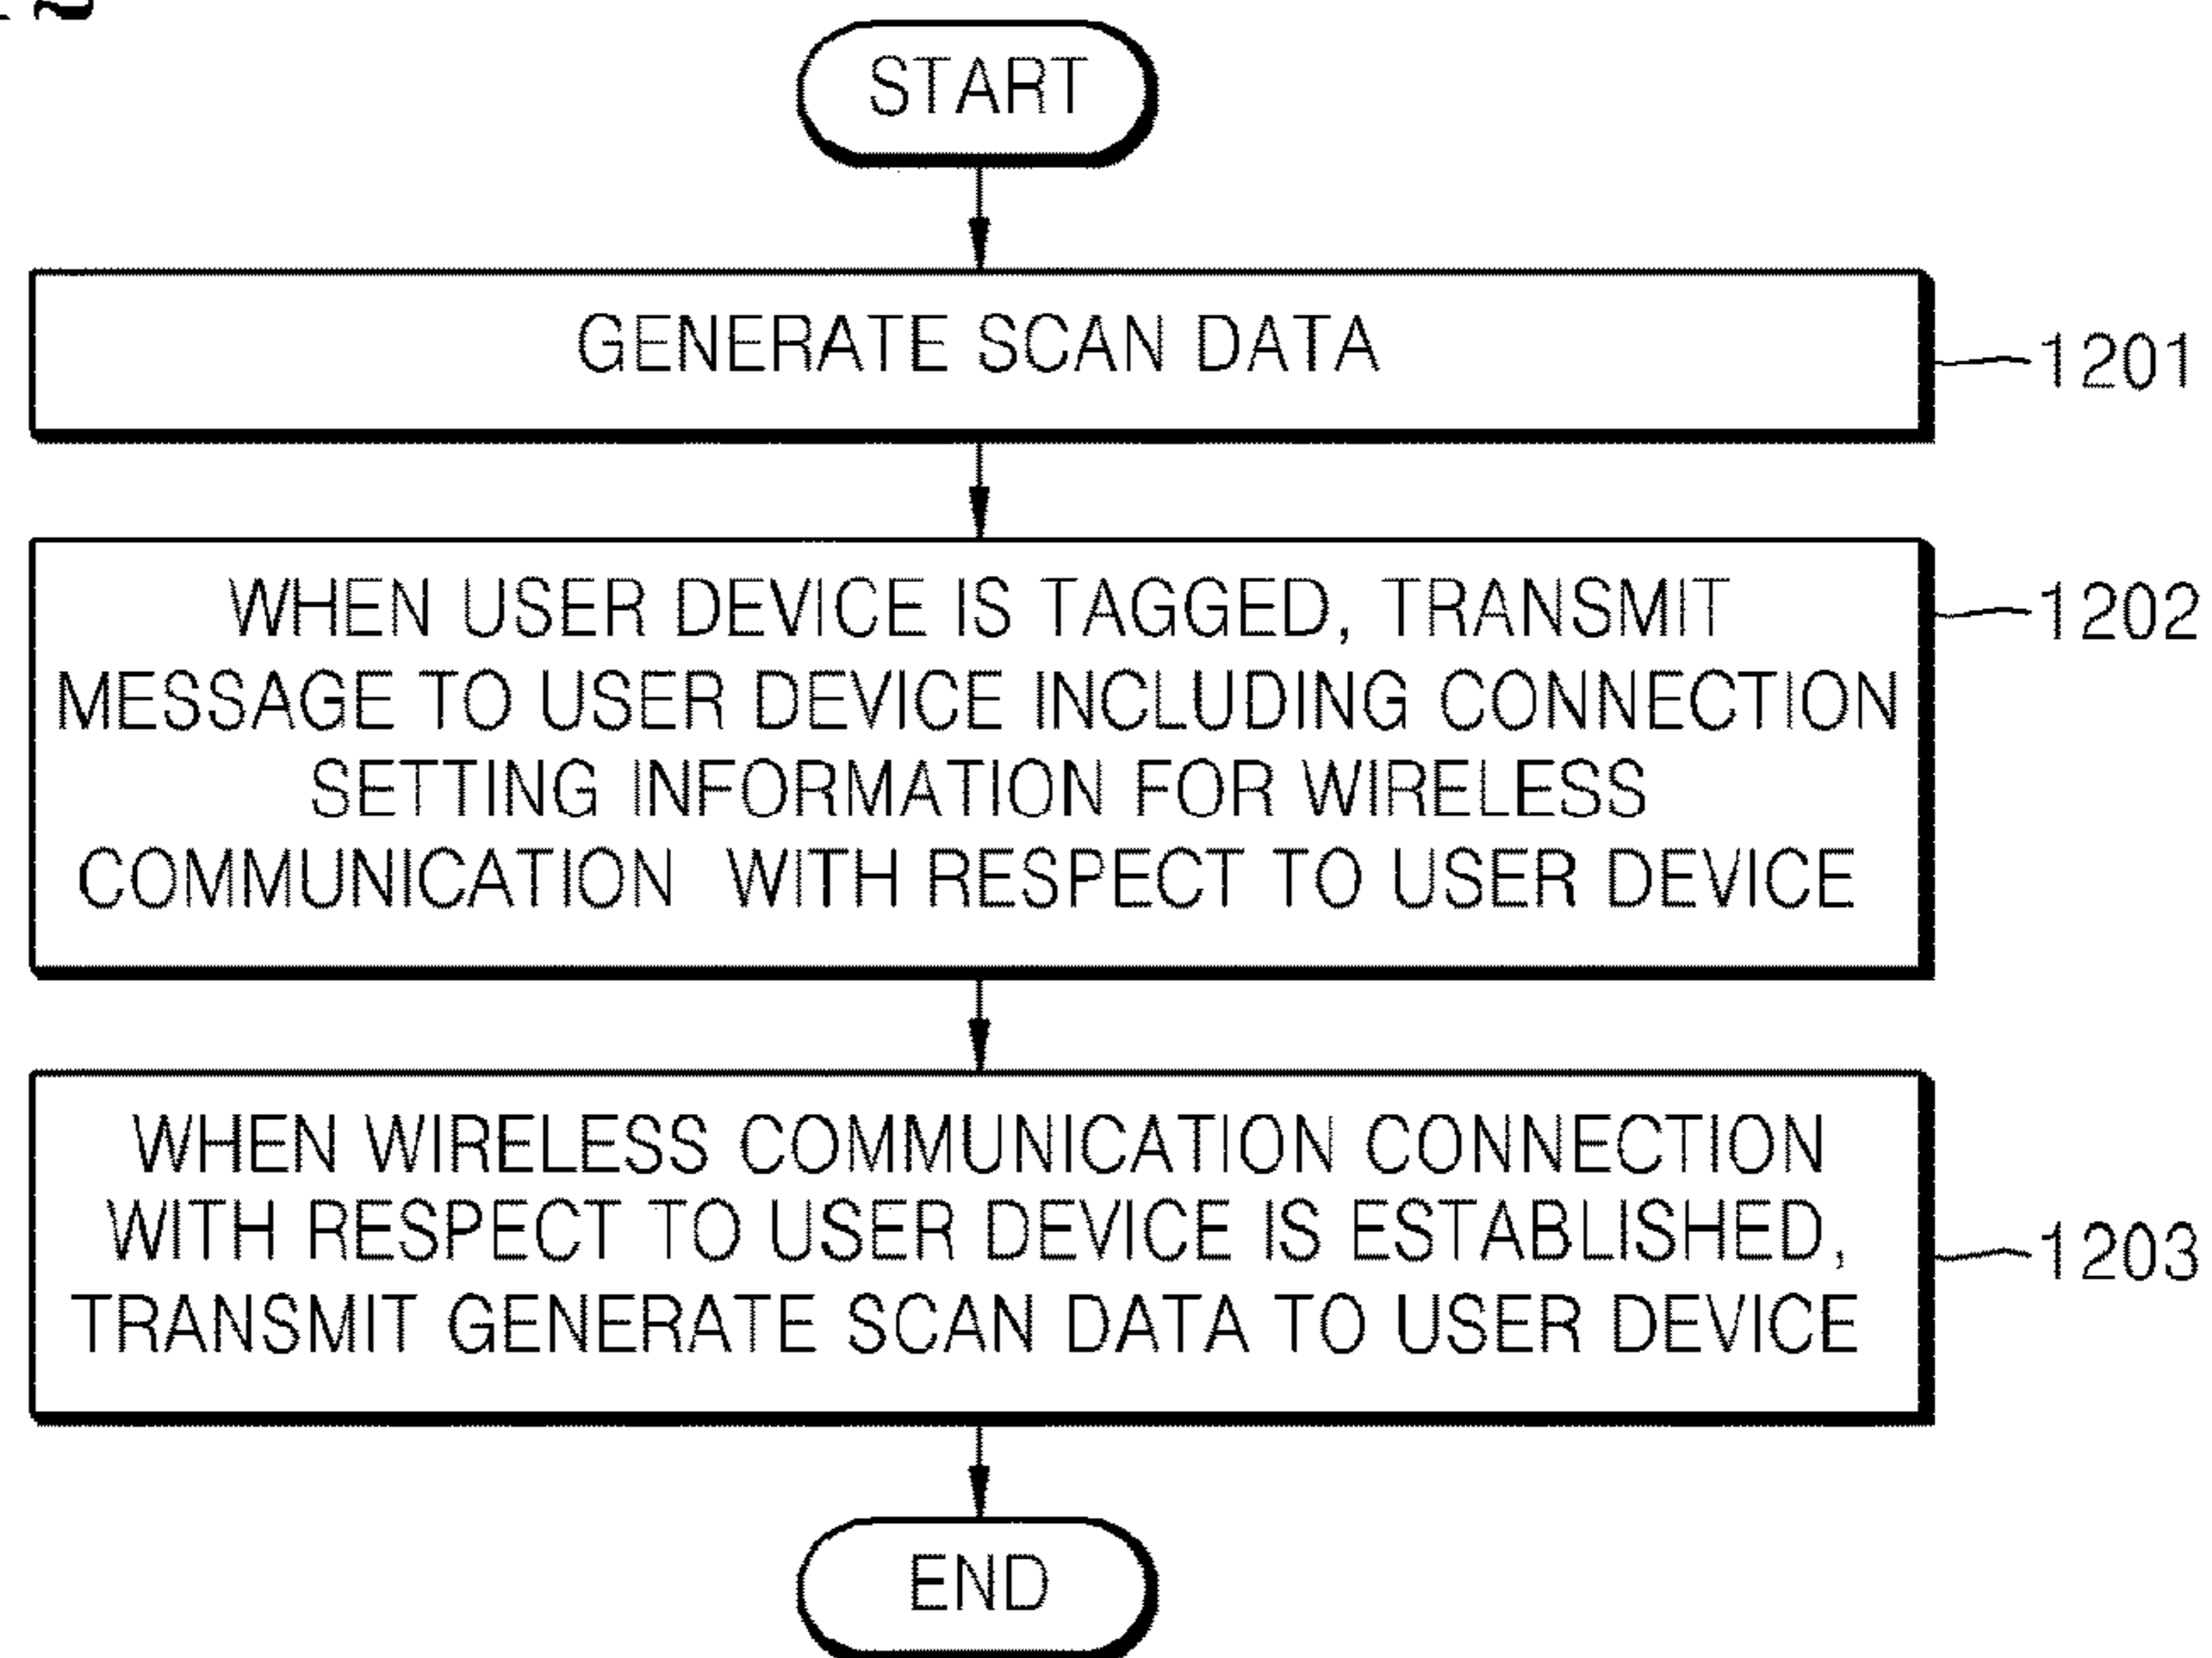 START
GENERATE SCAN DATA
1201
WHEN USER DEVICE IS TAGGED, TRANSMIT
MESSAGE TO USER DEVICE INCLUDING CONNECTION
SETTING INFORMATION FOR WIRELESS
COMMUNICATION WITH RESPECT TO USER DEVICE
1202
WHEN WIRELESS COMMUNICATION CONNECTION
WITH RESPECT TO USER DEVICE IS ESTABLISHED,
TRANSMIT GENERATE SCAN DATA TO USER DEVICE
1203
END